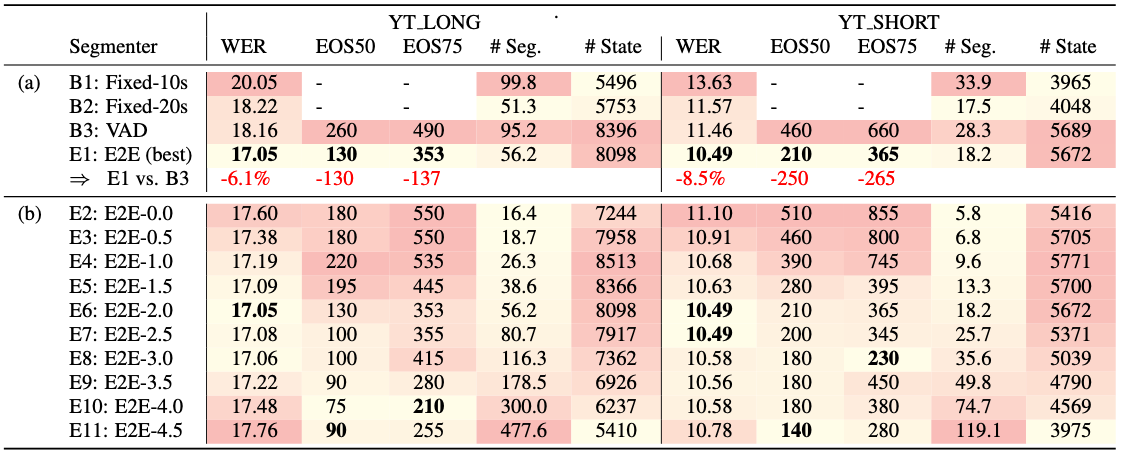 YT_LONG YT_SHORT
Segmenter WER EOS50 EOS75 # Seg. # State WER EOS50 EOS75 # Seg. # State
(a) B1: Fixed-10s 20.05 - - 99.8 5496 13.63 - - 33.9 3965
B2: Fixed-20s 18.22 - - 51.3 5753 11.57 - - 17.5 4048
B3: VAD 18.16 260 490 95.2 8396 11.46 460 660 28.3 5689
E1: E2E (best) 17.05 130 353 56.2 8098 10.49 210 365 18.2 5672
⇒ E1 vs. B3 -6.1% -130 -137 -8.5% -250 -265
(b) E2: E2E-0.0 17.60 180 550 16.4 7244 11.10 510 855 5.8 5416
E3: E2E-0.5 17.38 180 550 18.7 7958 10.91 460 800 6.8 5705
E4: E2E-1.0 17.19 220 535 26.3 8513 10.68 390 745 9.6 5771
E5: E2E-1.5 17.09 195 445 38.6 8366 10.63 280 395 13.3 5700
E6: E2E-2.0 17.05 130 353 56.2 8098 10.49 210 365 18.2 5672
E7: E2E-2.5 17.08 100 355 80.7 7917 10.49 200 345 25.7 5371
E8: E2E-3.0 17.06 100 415 116.3 7362 10.58 180 230 35.6 5039
E9: E2E-3.5 17.22 90 280 178.5 6926 10.56 180 450 49.8 4790
E10: E2E-4.0 17.48 75 210 300.0 6237 10.58 180 380 74.7 4569
E11: E2E-4.5 17.76 90 255 477.6 5410 10.78 140 280 119.1 3975